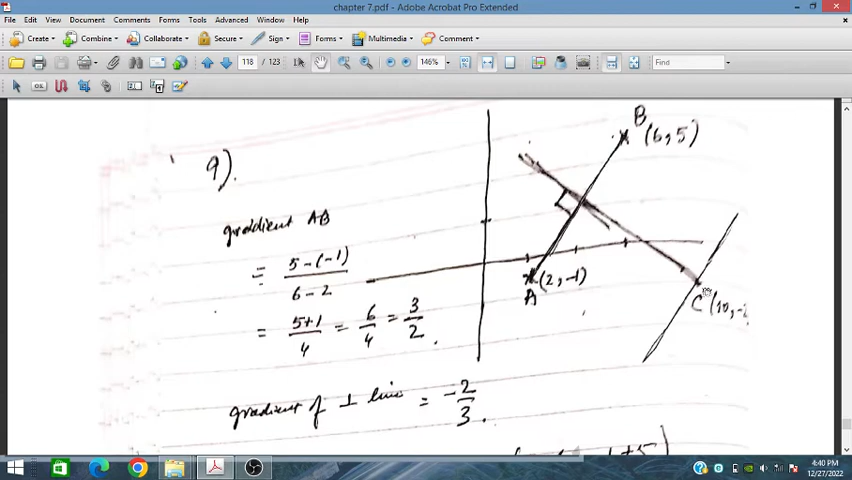 chapter 7.pdf - Adobe Acrobat Pro Extended
File Edit View Document Comments Forms Tools Advanced Window Help
Create Combine Collaborate Secure Sign Forms Multimedia Comment
118 / 123 146% Find
9).
B
(6, 5)
gradient AB
= 5-(-1) / 6-2
= 5+1 / 4 = 6/4 = 3/2 .
(2, -1)
A
C (10, -2
gradient of ⊥ line = -2/3 .
4:40 PM
12/27/2022